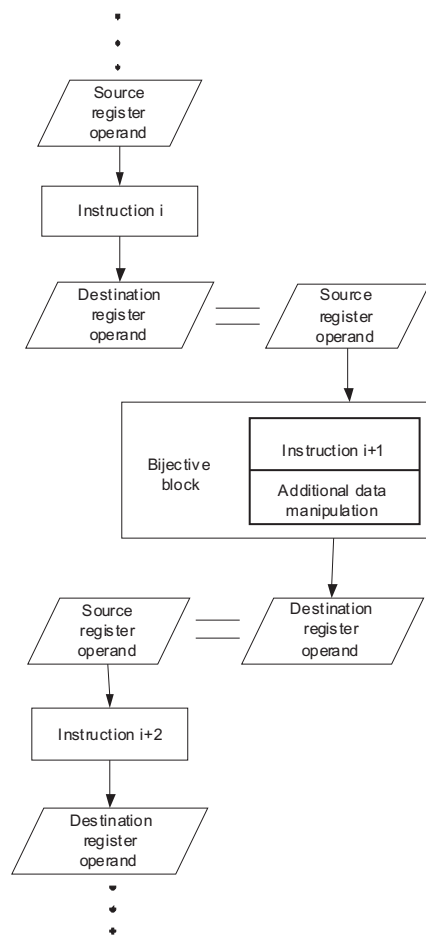 Source
register
operand
Instruction i
Destination
register
operand
Source
register
operand
Bijective
block
Instruction i+1
Additional data
manipulation
Source
register
operand
Destination
register
operand
Instruction i+2
Destination
register
operand